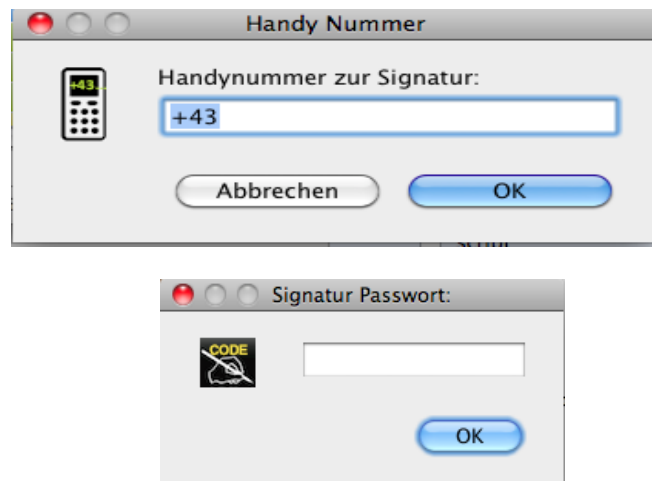 Handy Nummer
+43...
Handynummer zur Signatur:
+43
Abbrechen
OK
Signatur Passwort:
CODE
OK